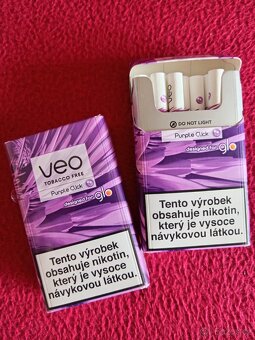 DO NOT LIGHT
Purple Click
designed for glo
Tento výrobek
obsahuje nikotin,
který je vysoce
návykovou látkou.
veo
TOBACCO FREE
Purple Click
designed for glo
Tento výrobek
obsahuje nikotin,
který je vysoce
návykovou látkou.